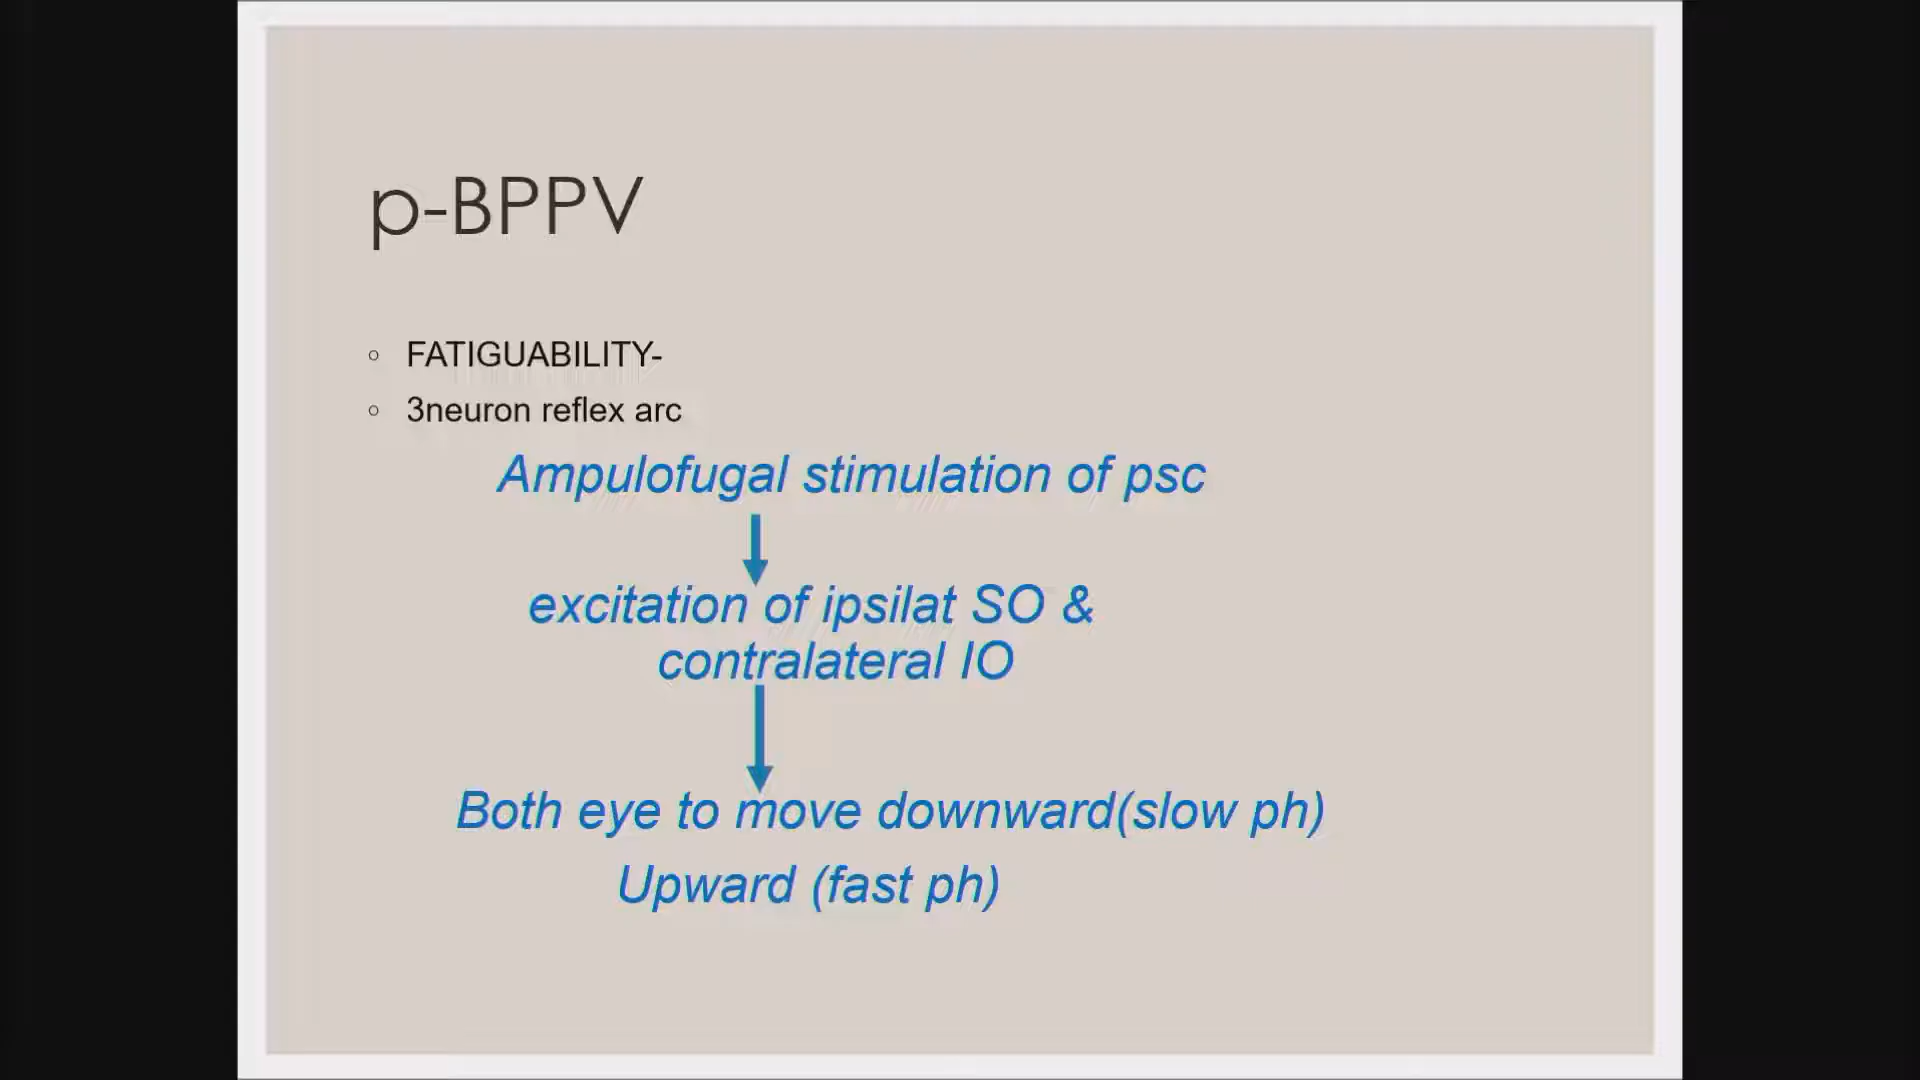 p-BPPV
FATIGUABILITY-
3neuron reflex arc
Ampulofugal stimulation of psc
excitation of ipsilat SO &
contralateral IO
Both eye to move downward(slow ph)
Upward (fast ph)